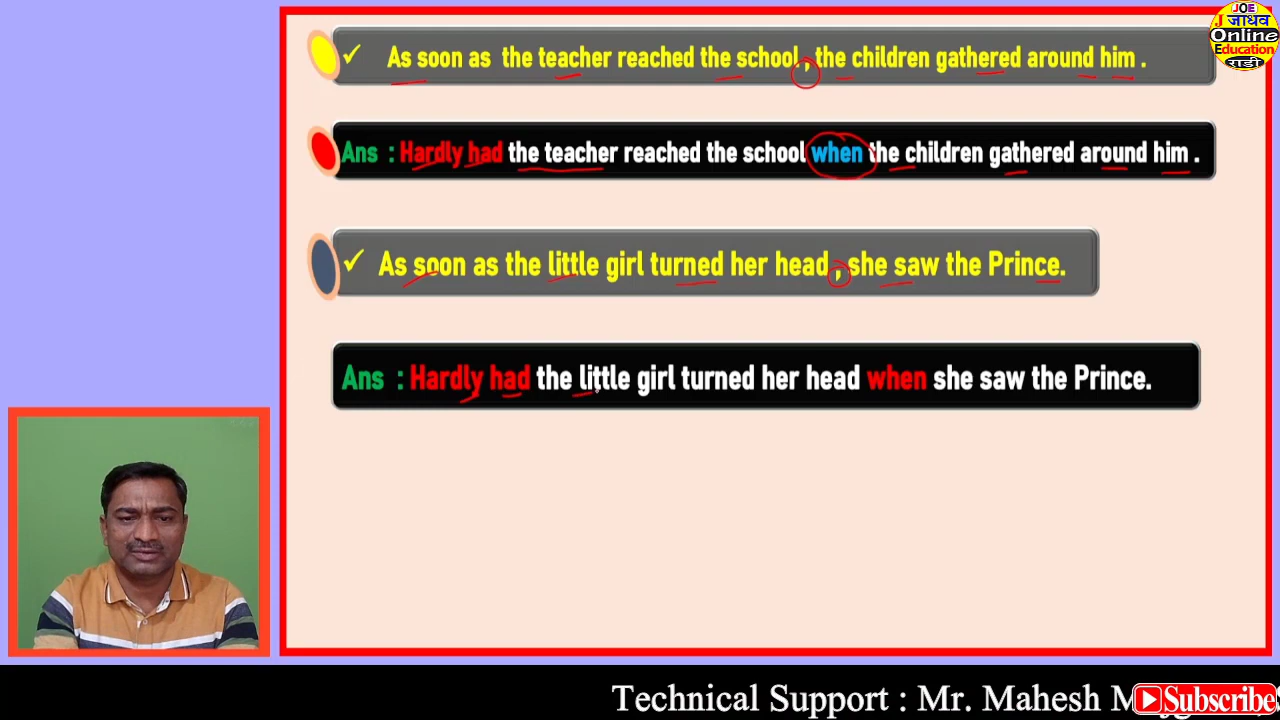 JOE
J जाधव
Online
Education
राडी
✓ As soon as the teacher reached the school , the children gathered around him .
Ans : Hardly had the teacher reached the school when the children gathered around him .
✓ As soon as the little girl turned her head , she saw the Prince.
Ans : Hardly had the little girl turned her head when she saw the Prince.
Technical Support : Mr. Mahesh
Subscribe